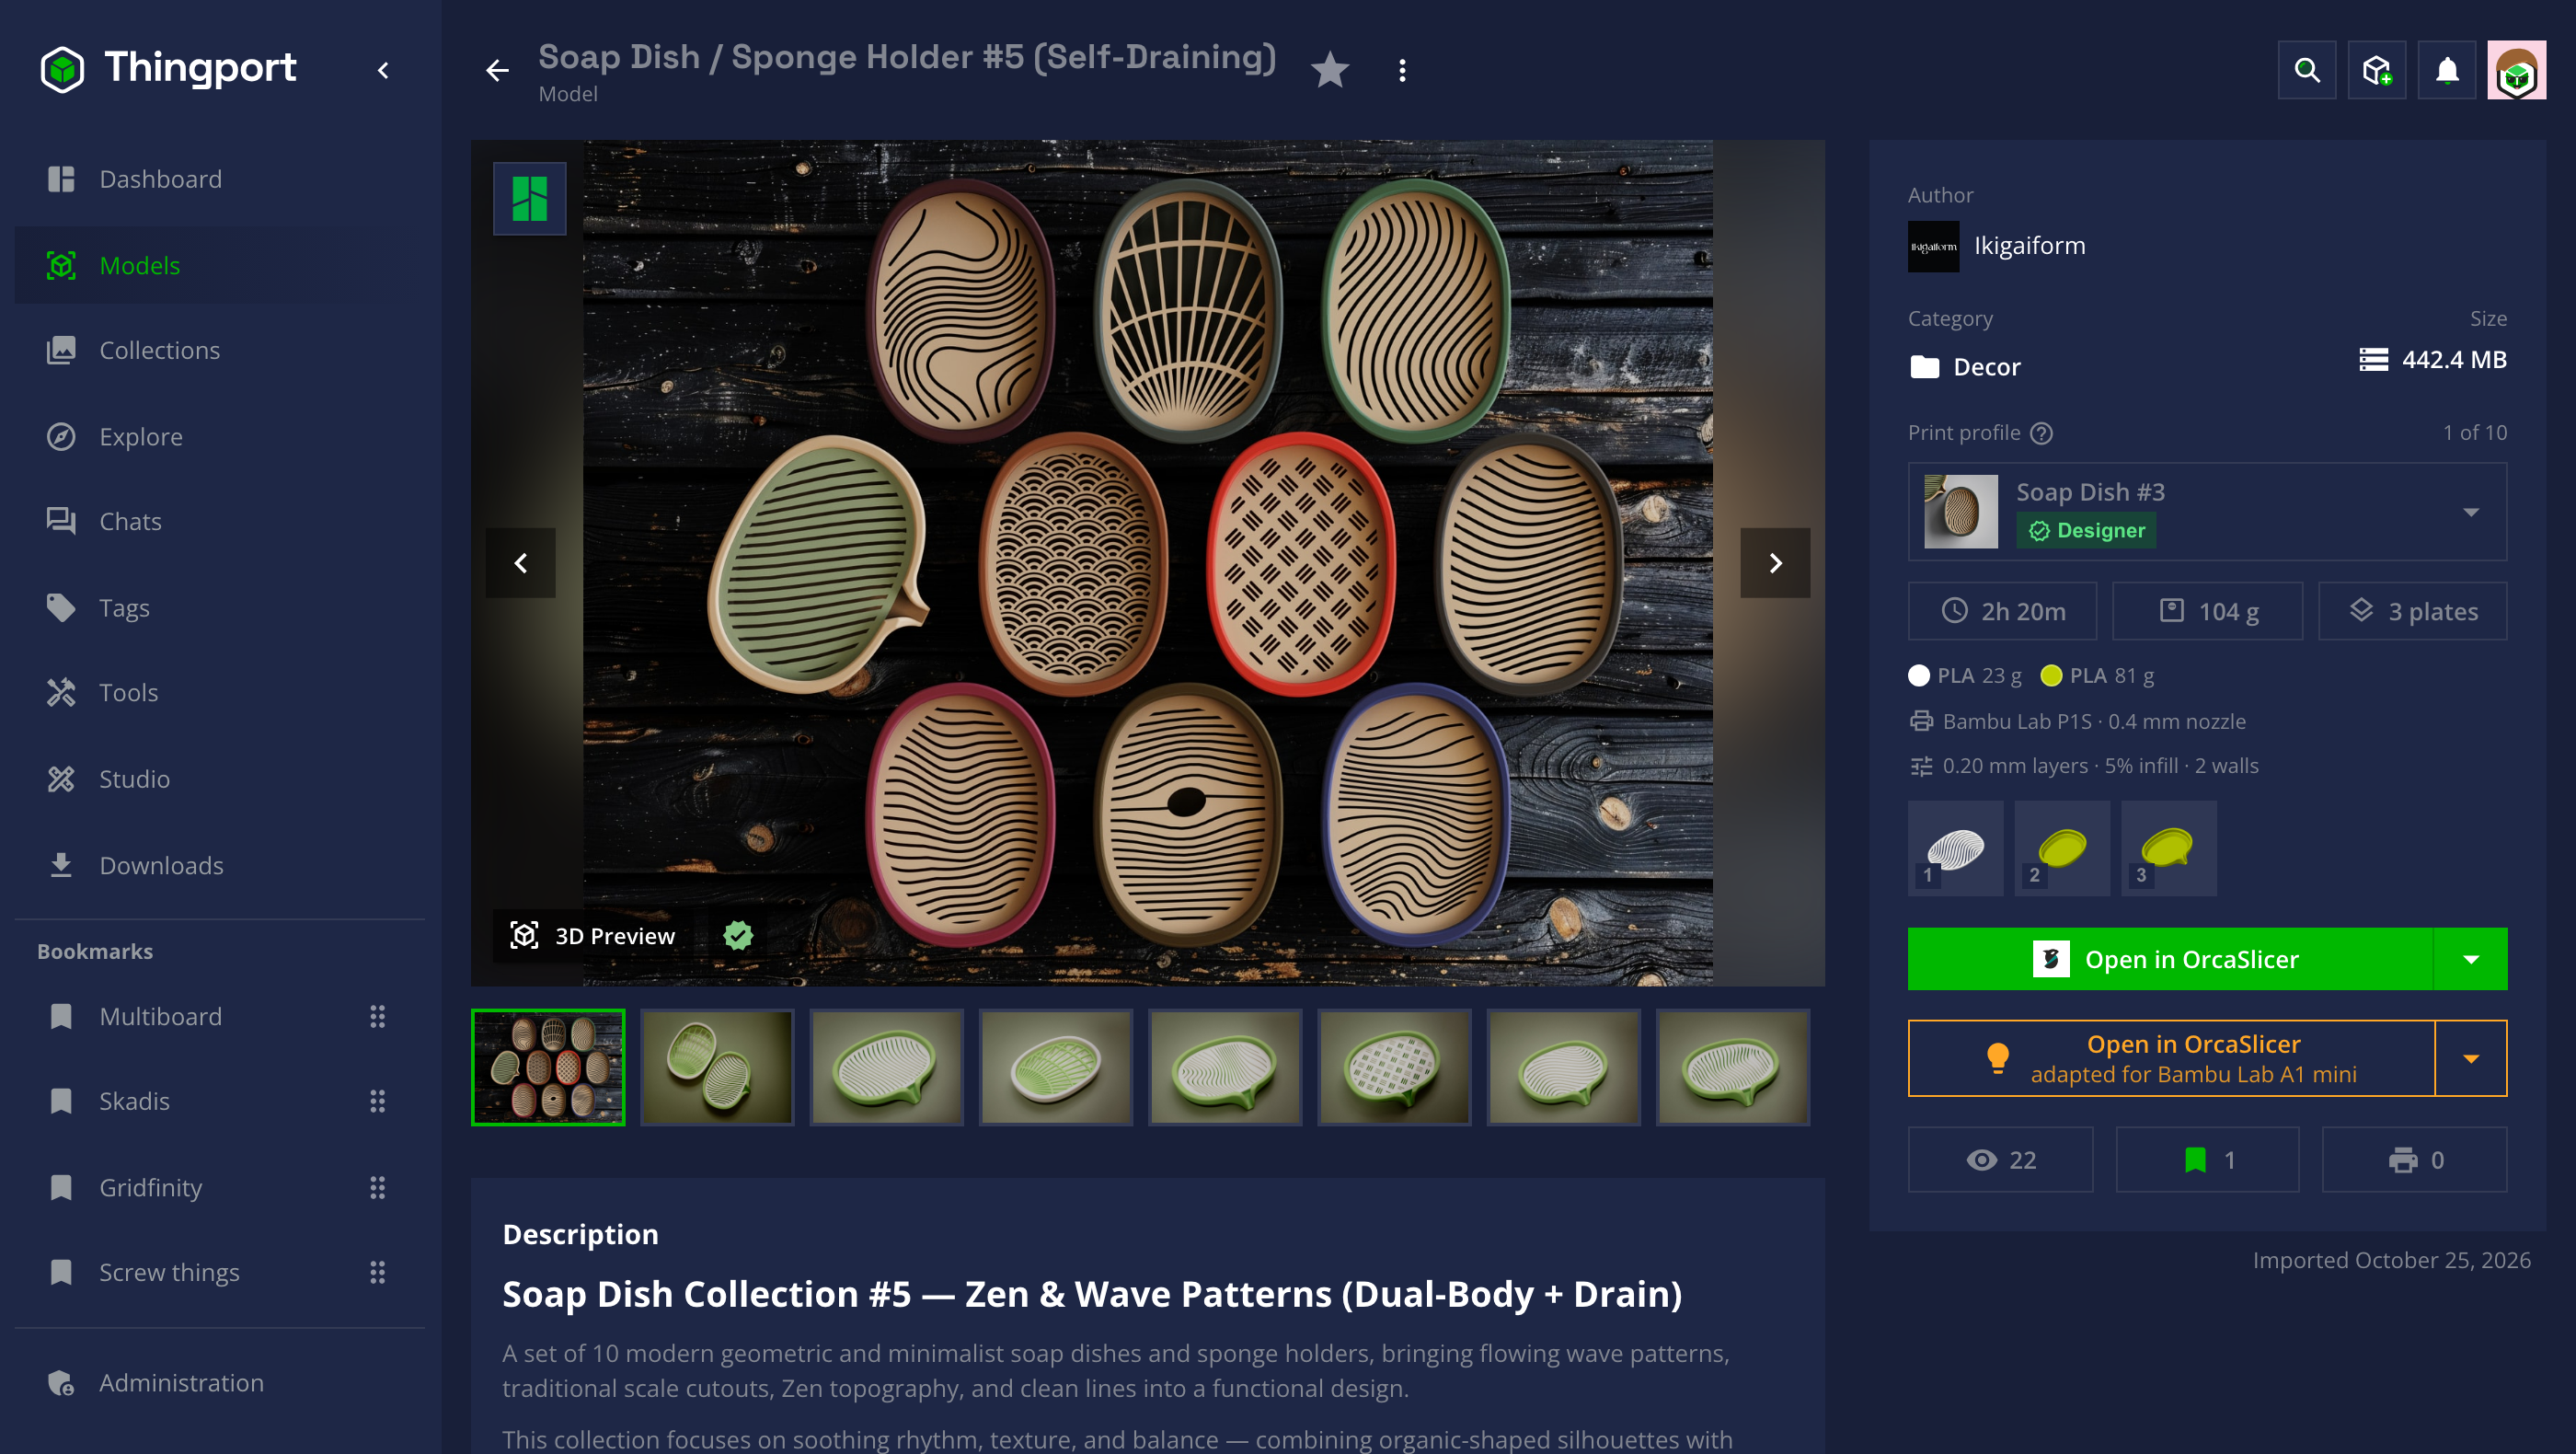 Thingport
Dashboard
Models
Collections
Explore
Chats
Tags
Tools
Studio
Downloads
Bookmarks
Multiboard
Skadis
Gridfinity
Screw things
Administration
Soap Dish / Sponge Holder #5 (Self-Draining)
Model
3D Preview
Description
Soap Dish Collection #5 — Zen & Wave Patterns (Dual-Body + Drain)
A set of 10 modern geometric and minimalist soap dishes and sponge holders, bringing flowing wave patterns,
traditional scale cutouts, Zen topography, and clean lines into a functional design.
This collection focuses on soothing rhythm, texture, and balance — combining organic-shaped silhouettes with
Author
Ikigaiform
Ikigaiform
Category
Size
Decor
442.4 MB
Print profile
1 of 10
Soap Dish #3
Designer
2h 20m
104 g
3 plates
PLA 23 g
PLA 81 g
Bambu Lab P1S · 0.4 mm nozzle
0.20 mm layers · 5% infill · 2 walls
1
2
3
Open in OrcaSlicer
Open in OrcaSlicer
adapted for Bambu Lab A1 mini
22
1
0
Imported October 25, 2026